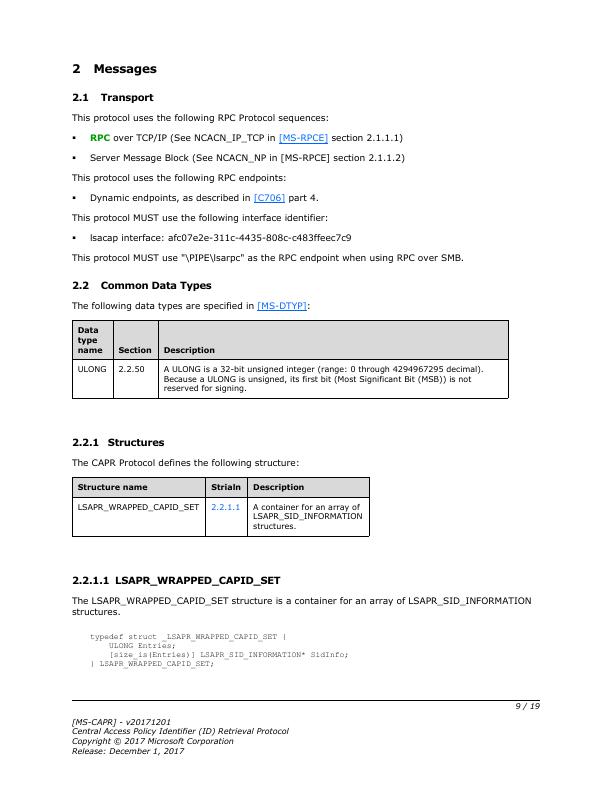 2 Messages
2.1 Transport
This protocol uses the following RPC Protocol sequences:
▪ RPC over TCP/IP (See NCACN_IP_TCP in [MS-RPCE] section 2.1.1.1)
▪ Server Message Block (See NCACN_NP in [MS-RPCE] section 2.1.1.2)
This protocol uses the following RPC endpoints:
▪ Dynamic endpoints, as described in [C706] part 4.
This protocol MUST use the following interface identifier:
▪ lsacap interface: afc07e2e-311c-4435-808c-c483ffeec7c9
This protocol MUST use "\PIPE\lsarpc" as the RPC endpoint when using RPC over SMB.
2.2 Common Data Types
The following data types are specified in [MS-DTYP]:
Data
type
name Section Description
ULONG 2.2.50 A ULONG is a 32-bit unsigned integer (range: 0 through 4294967295 decimal).
Because a ULONG is unsigned, its first bit (Most Significant Bit (MSB)) is not
reserved for signing.
2.2.1 Structures
The CAPR Protocol defines the following structure:
Structure name Striain Description
LSAPR_WRAPPED_CAPID_SET 2.2.1.1 A container for an array of
LSAPR_SID_INFORMATION
structures.
2.2.1.1 LSAPR_WRAPPED_CAPID_SET
The LSAPR_WRAPPED_CAPID_SET structure is a container for an array of LSAPR_SID_INFORMATION
structures.
typedef struct _LSAPR_WRAPPED_CAPID_SET {
ULONG Entries;
[size_is(Entries)] LSAPR_SID_INFORMATION* SidInfo;
} LSAPR_WRAPPED_CAPID_SET;
9 / 19
[MS-CAPR] - v20171201
Central Access Policy Identifier (ID) Retrieval Protocol
Copyright © 2017 Microsoft Corporation
Release: December 1, 2017